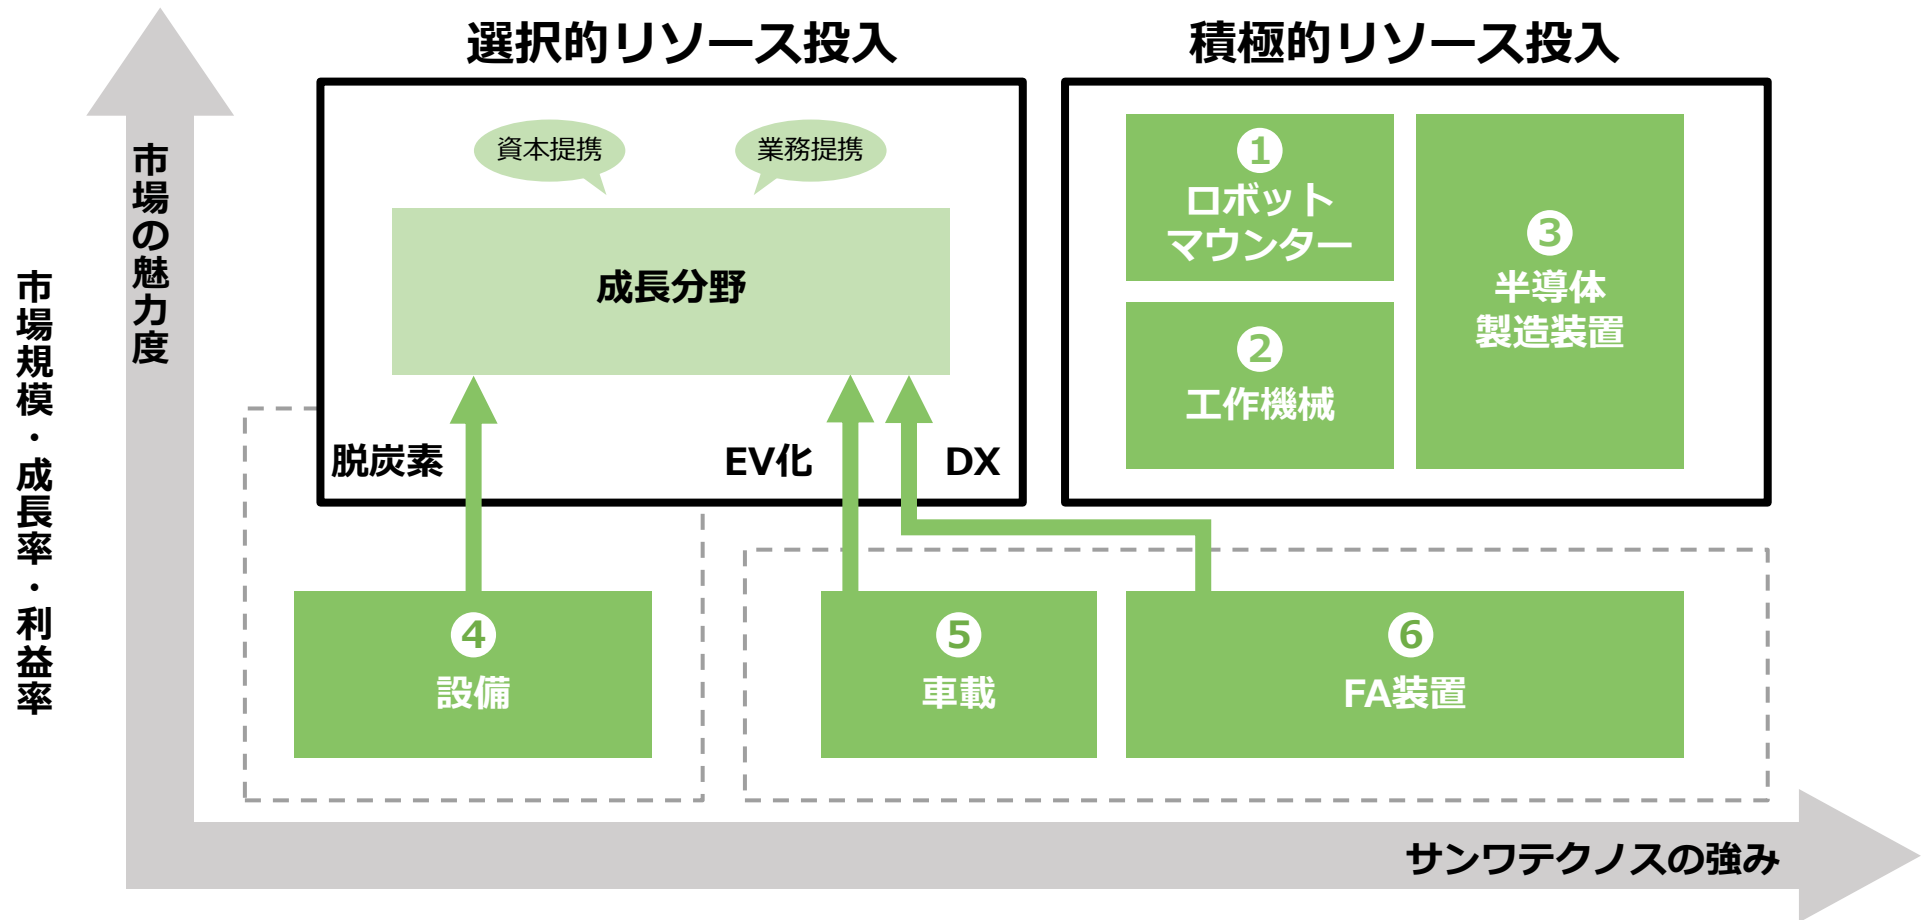 選択的リソース投入
積極的リソース投入
市場の魅力度
市場規模・成長率・利益率
資本提携
業務提携
成長分野
脱炭素
EV化
DX
1
ロボット
マウンター
2
工作機械
3
半導体
製造装置
4
設備
5
車載
6
FA装置
サンワテクノスの強み